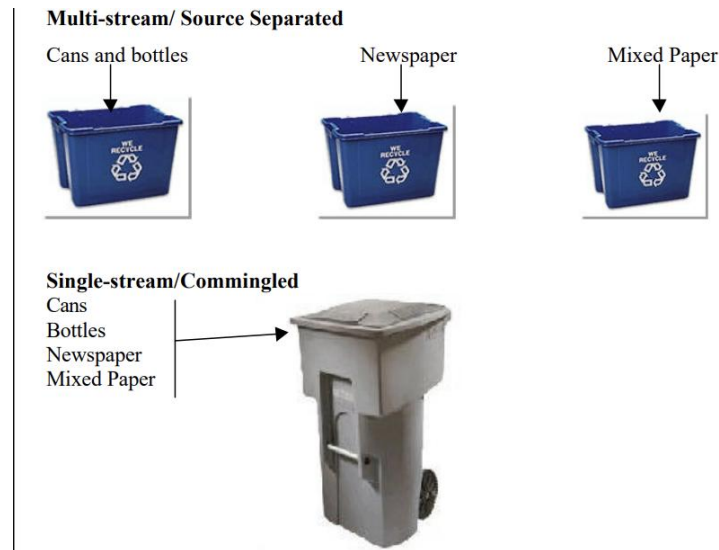 Multi-stream/ Source Separated
Cans and bottles
Newspaper
Mixed Paper
WE
RECYCLE
WE
RECYCLE
WE
RECYCLE
Single-stream/Commingled
Cans
Bottles
Newspaper
Mixed Paper